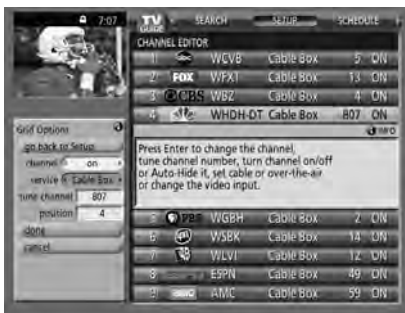 7:07
TV GUIDE SEARCH SETUP SCHEDULE
CHANNEL EDITOR
1 abc WCVB Cable Box 5 ON
2 FOX WFXT Cable Box 13 ON
3 CBS WBZ Cable Box 4 ON
4 WHDH-DT Cable Box 807 ON
INFO
Press Enter to change the channel,
tune channel number, turn channel on/off
or Auto-Hide it, set cable or over-the-air
or change the video input.
Grid Options
go back to Setup
channel on
service Cable Box
tune channel 807
position 4
done
cancel
5 PBS WGBH Cable Box 2 ON
6 WSBK Cable Box 14 ON
7 WLVI Cable Box 12 ON
8 ESPN Cable Box 49 ON
9 AMC Cable Box 59 ON